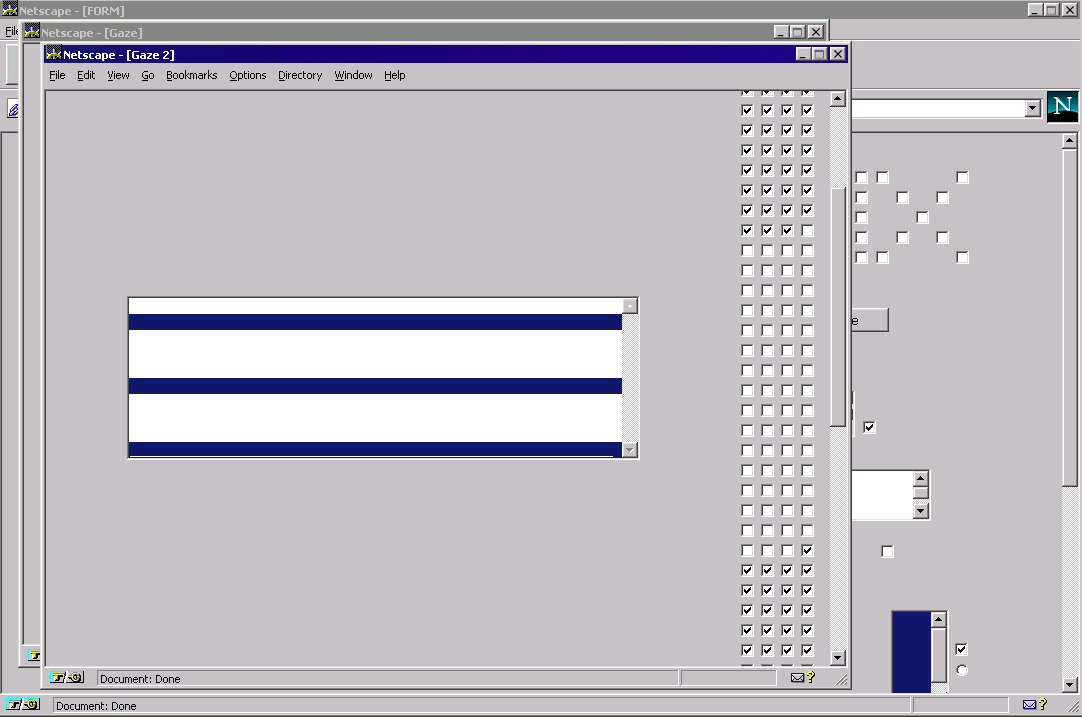 Netscape - [FORM]
File
Netscape - [Gaze]
Netscape - [Gaze 2]
File Edit View Go Bookmarks Options Directory Window Help
N
e
Document: Done
Document: Done